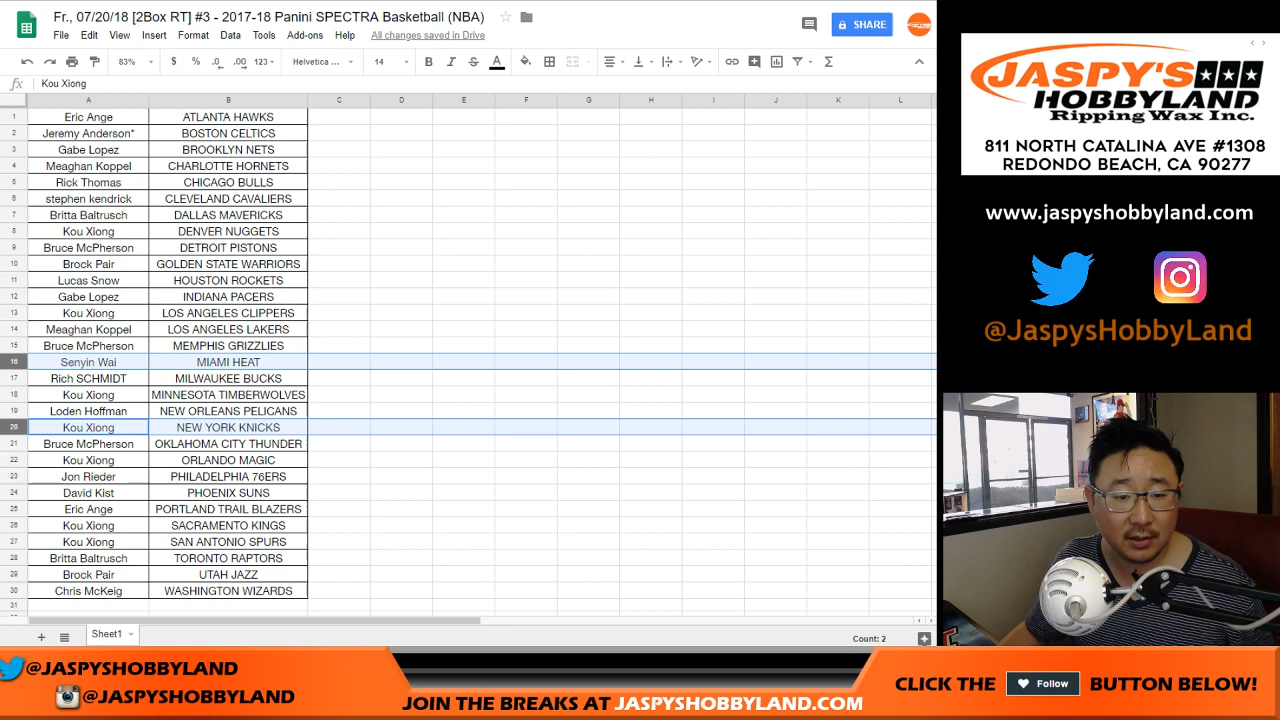 Fr., 07/20/18 [2Box RT] #3 - 2017-18 Panini SPECTRA Basketball (NBA)
SHARE
File Edit View Insert Format Data Tools Add-ons Help All changes saved in Drive
83% $ % .0 .00 123 Helvetica ... 14 B I S A
fx Kou Xiong
A B C D E F G H I J K L
1 Eric Ange ATLANTA HAWKS
2 Jeremy Anderson* BOSTON CELTICS
3 Gabe Lopez BROOKLYN NETS
4 Meaghan Koppel CHARLOTTE HORNETS
5 Rick Thomas CHICAGO BULLS
6 stephen kendrick CLEVELAND CAVALIERS
7 Britta Baltrusch DALLAS MAVERICKS
8 Kou Xiong DENVER NUGGETS
9 Bruce McPherson DETROIT PISTONS
10 Brock Pair GOLDEN STATE WARRIORS
11 Lucas Snow HOUSTON ROCKETS
12 Gabe Lopez INDIANA PACERS
13 Kou Xiong LOS ANGELES CLIPPERS
14 Meaghan Koppel LOS ANGELES LAKERS
15 Bruce McPherson MEMPHIS GRIZZLIES
16 Senyin Wai MIAMI HEAT
17 Rich SCHMIDT MILWAUKEE BUCKS
18 Kou Xiong MINNESOTA TIMBERWOLVES
19 Loden Hoffman NEW ORLEANS PELICANS
20 Kou Xiong NEW YORK KNICKS
21 Bruce McPherson OKLAHOMA CITY THUNDER
22 Kou Xiong ORLANDO MAGIC
23 Jon Rieder PHILADELPHIA 76ERS
24 David Kist PHOENIX SUNS
25 Eric Ange PORTLAND TRAIL BLAZERS
26 Kou Xiong SACRAMENTO KINGS
27 Kou Xiong SAN ANTONIO SPURS
28 Britta Baltrusch TORONTO RAPTORS
29 Brock Pair UTAH JAZZ
30 Chris McKeig WASHINGTON WIZARDS
31
Sheet1
Count: 2
JASPY'S
HOBBYLAND
Ripping Wax Inc.
811 NORTH CATALINA AVE #1308
REDONDO BEACH, CA 90277
www.jaspyshobbyland.com
@JaspysHobbyLand
@JASPYSHOBBYLAND
@JASPYSHOBBYLAND
JOIN THE BREAKS AT JASPYSHOBBYLAND.COM
CLICK THE Follow BUTTON BELOW!